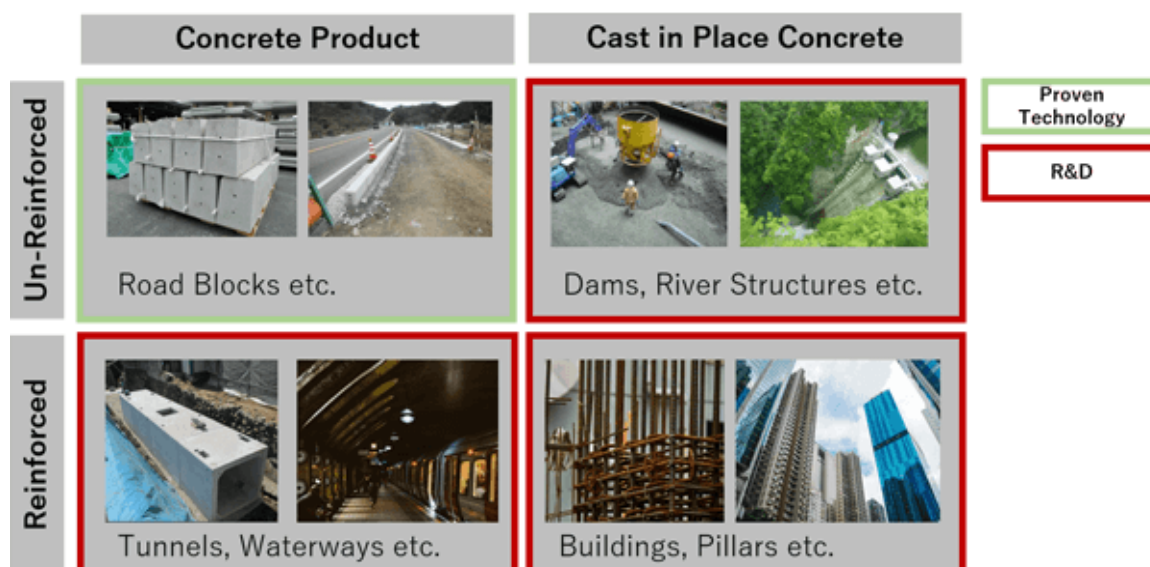 Concrete Product
Cast in Place Concrete
Un-Reinforced
Road Blocks etc.
Dams, River Structures etc.
Proven
Technology
R&D
Reinforced
Tunnels, Waterways etc.
Buildings, Pillars etc.